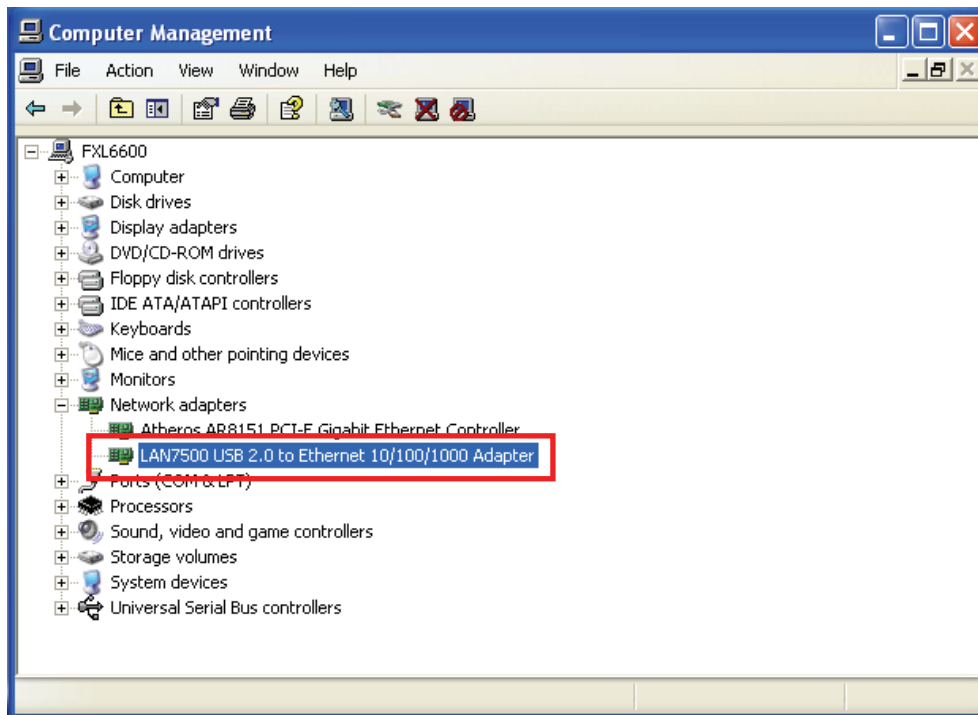 Computer Management
File Action View Window Help
FXL6600
Computer
Disk drives
Display adapters
DVD/CD-ROM drives
Floppy disk controllers
IDE ATA/ATAPI controllers
Keyboards
Mice and other pointing devices
Monitors
Network adapters
Atheros AR8151 PCI-E Gigabit Ethernet Controller
LAN7500 USB 2.0 to Ethernet 10/100/1000 Adapter
Ports (COM & LPT)
Processors
Sound, video and game controllers
Storage volumes
System devices
Universal Serial Bus controllers